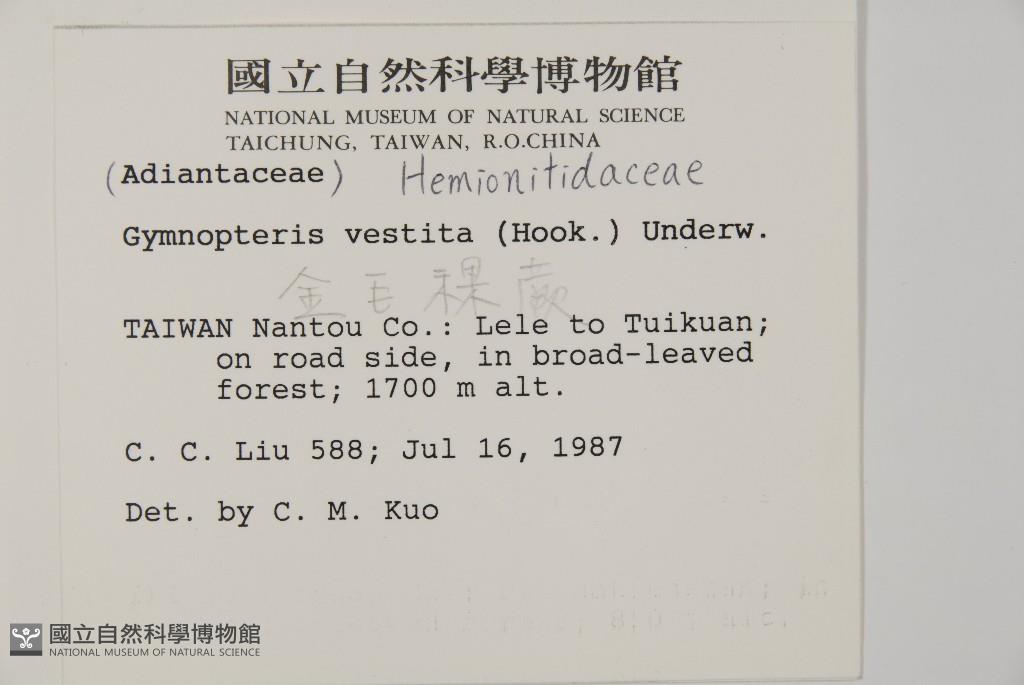 國立自然科學博物館
NATIONAL MUSEUM OF NATURAL SCIENCE
TAICHUNG, TAIWAN, R.O.CHINA
(Adiantaceae) Hemionitidaceae
Gymnopteris vestita (Hook.) Underw.
金毛裸蕨
TAIWAN Nantou Co.: Lele to Tuikuan;
on road side, in broad-leaved
forest; 1700 m alt.
C. C. Liu 588; Jul 16, 1987
Det. by C. M. Kuo
國立自然科學博物館
NATIONAL MUSEUM OF NATURAL SCIENCE